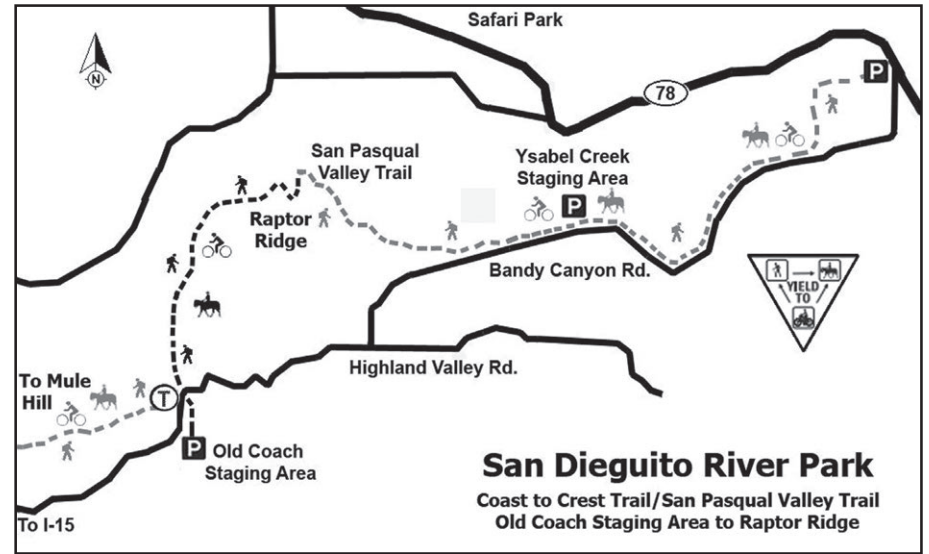 Safari Park
N
78
P
San Pasqual
Valley Trail
Ysabel Creek
Staging Area
P
Raptor
Ridge
Bandy Canyon Rd.
YIELD
TO
Highland Valley Rd.
To Mule
Hill
T
P
Old Coach
Staging Area
To I-15
San Dieguito River Park
Coast to Crest Trail/San Pasqual Valley Trail
Old Coach Staging Area to Raptor Ridge